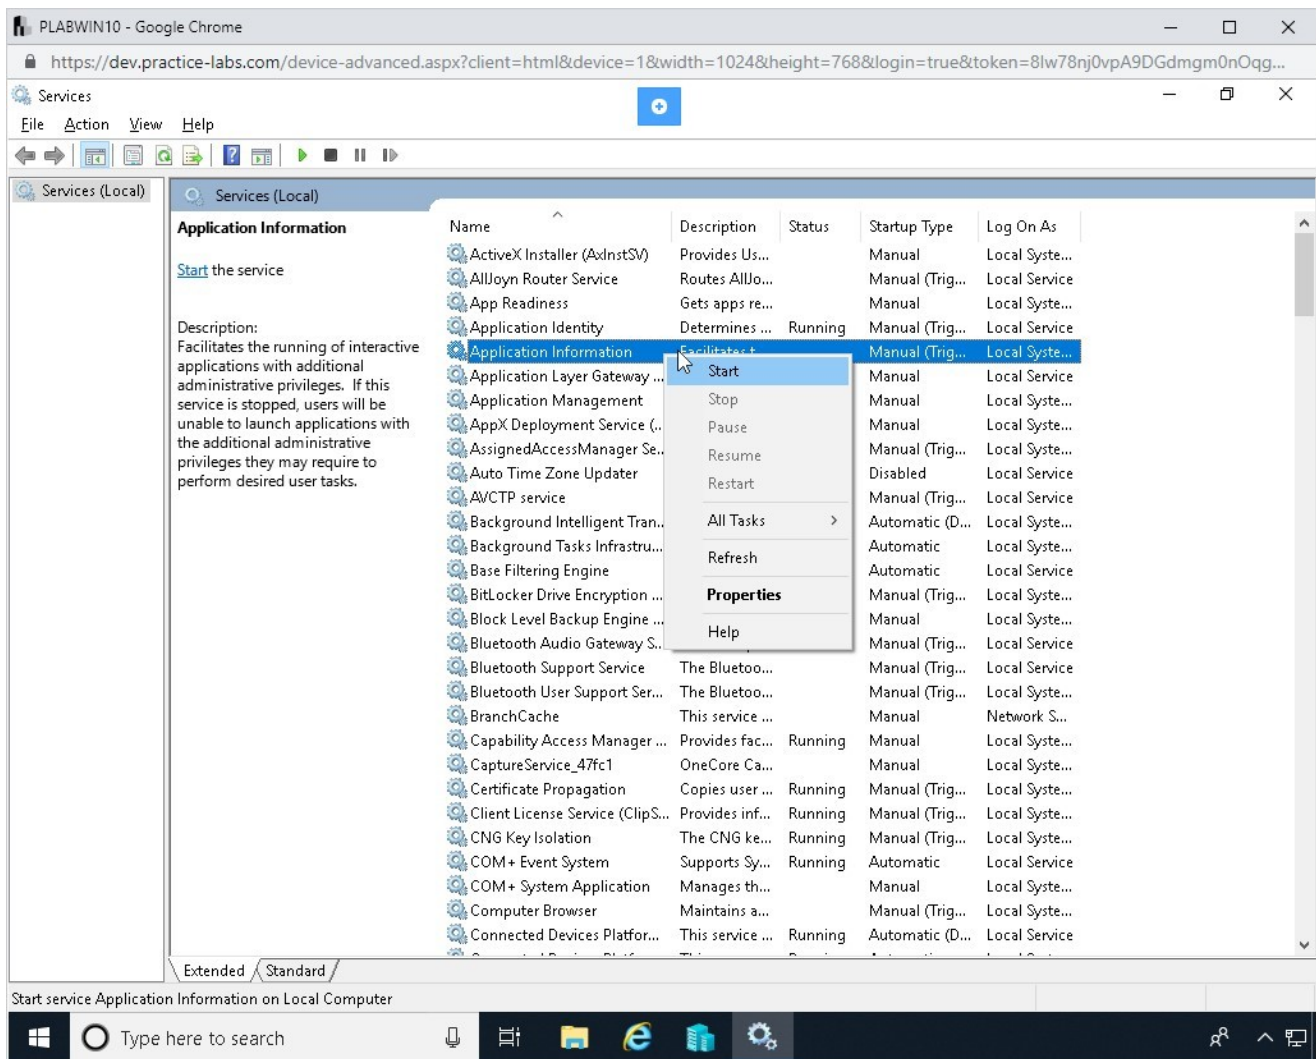 PLABWIN10 - Google Chrome
https://dev.practice-labs.com/device-advanced.aspx?client=html&device=1&width=1024&height=768&login=true&token=8lw78nj0vpA9DGdmgm0nOqg...
Services
File Action View Help
Services (Local)
Services (Local)
Application Information
Start the service
Description:
Facilitates the running of interactive
applications with additional
administrative privileges. If this
service is stopped, users will be
unable to launch applications with
the additional administrative
privileges they may require to
perform desired user tasks.
Name Description Status Startup Type Log On As
ActiveX Installer (AxInstSV) Provides Us... Manual Local Syste...
AllJoyn Router Service Routes AllJo... Manual (Trig... Local Service
App Readiness Gets apps re... Manual Local Syste...
Application Identity Determines ... Running Manual (Trig... Local Service
Application Information Facilitates t... Manual (Trig... Local Syste...
Application Layer Gateway ... Manual Local Service
Application Management Manual Local Syste...
AppX Deployment Service (... Manual Local Syste...
AssignedAccessManager Se... Manual (Trig... Local Syste...
Auto Time Zone Updater Disabled Local Service
AVCTP service Manual (Trig... Local Service
Background Intelligent Tran... Automatic (D... Local Syste...
Background Tasks Infrastru... Automatic Local Syste...
Base Filtering Engine Automatic Local Service
BitLocker Drive Encryption ... Manual (Trig... Local Syste...
Block Level Backup Engine ... Manual Local Syste...
Bluetooth Audio Gateway S... Manual (Trig... Local Service
Bluetooth Support Service The Bluetoo... Manual (Trig... Local Service
Bluetooth User Support Ser... The Bluetoo... Manual (Trig... Local Syste...
BranchCache This service ... Manual Network S...
Capability Access Manager ... Provides fac... Running Manual Local Syste...
CaptureService_47fc1 OneCore Ca... Manual Local Syste...
Certificate Propagation Copies user ... Running Manual (Trig... Local Syste...
Client License Service (ClipS... Provides inf... Running Manual (Trig... Local Syste...
CNG Key Isolation The CNG ke... Running Manual (Trig... Local Syste...
COM+ Event System Supports Sy... Running Automatic Local Service
COM+ System Application Manages th... Manual Local Syste...
Computer Browser Maintains a... Manual (Trig... Local Syste...
Connected Devices Platfor... This service ... Running Automatic (D... Local Service
Start
Stop
Pause
Resume
Restart
All Tasks
Refresh
Properties
Help
Extended Standard
Start service Application Information on Local Computer
Type here to search